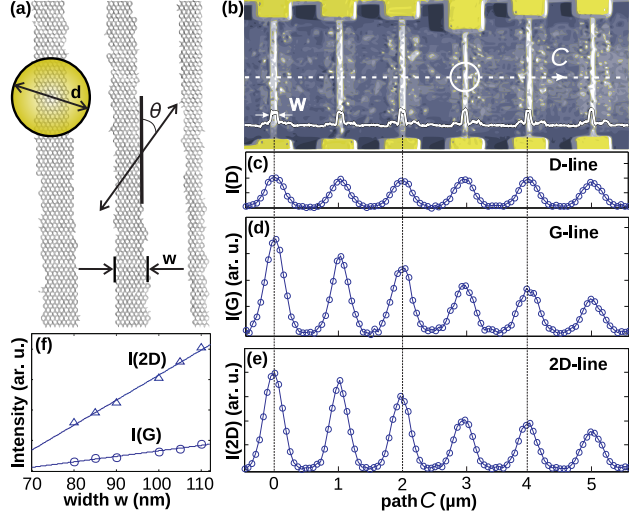 (a)
d
θ
w
(b)
C
w
(c)
D-line
I(D)
(d)
G-line
I(G) (ar. u.)
(e)
2D-line
I(2D) (ar. u.)
0 1 2 3 4 5
path C (µm)
(f)
I(2D)
I(G)
Intensity (ar. u.)
70 80 90 100 110
width w (nm)